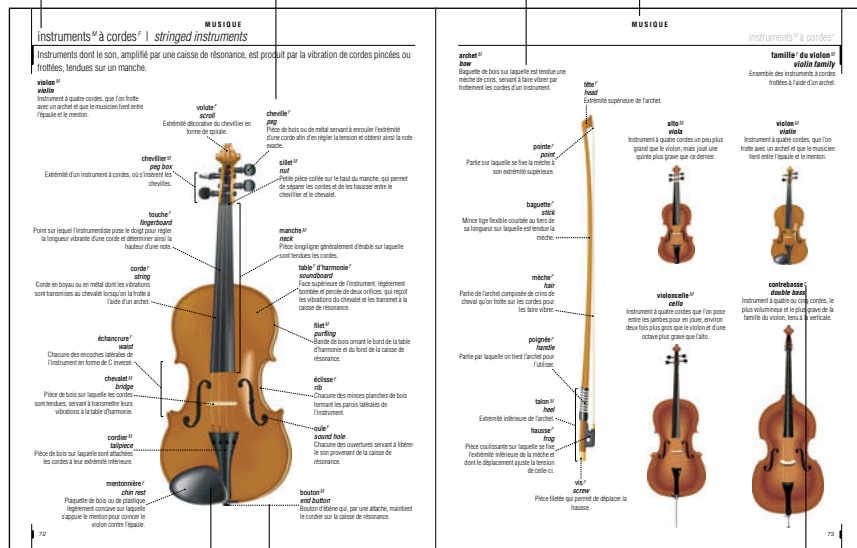 MUSIQUE
instruments M à cordes F | stringed instruments
Instruments dont le son, amplifié par une caisse de résonance, est produit par la vibration de cordes pincées ou
frottées, tendues sur un manche.
violon M
violin
Instrument à quatre cordes, que l'on frotte
avec un archet et que le musicien tient entre
l'épaule et le menton.
volute F
scroll
Extrémité décorative du chevillier en
forme de spirale.
cheville F
peg
Pièce de bois ou de métal servant à enrouler l'extrémité
d'une corde afin d'en régler la tension et obtenir ainsi la note
exacte.
chevillier M
peg box
Extrémité d'un instrument à cordes, où s'insèrent les
chevilles.
sillet M
nut
Petite pièce collée sur le haut du manche, qui permet
de séparer les cordes et de les hausser entre le
chevillier et le chevalet.
touche F
fingerboard
Point sur lequel l'instrumentiste pose le doigt pour régler
la longueur vibrante d'une corde et déterminer ainsi la
hauteur d'une note.
manche M
neck
Pièce longiligne généralement d'érable sur laquelle
sont tendues les cordes.
corde F
string
Corde en boyau ou en métal dont les vibrations
sont transmises au chevalet lorsqu'on la frotte à
l'aide d'un archet.
table F d'harmonie F
soundboard
Face supérieure de l'instrument, légèrement
bombée et percée de deux orifices, qui reçoit
les vibrations du chevalet et les transmet à la
caisse de résonance.
filet M
purfling
Bande de bois ornant le bord de la table
d'harmonie et du fond de la caisse de
résonance.
échancrure F
waist
Chacune des encoches latérales de
l'instrument en forme de C inversé.
chevalet M
bridge
Pièce de bois sur laquelle les cordes
sont tendues, servant à transmettre leurs
vibrations à la table d'harmonie.
éclisse F
rib
Chacune des minces planches de bois
formant les parois latérales de
l'instrument.
ouïe F
sound hole
Chacune des ouvertures servant à libérer
le son provenant de la caisse de
résonance.
cordier M
tailpiece
Pièce de bois sur laquelle sont attachées
les cordes à leur extrémité inférieure.
mentonnière F
chin rest
Plaquette de bois ou de plastique
légèrement concave sur laquelle
s'appuie le menton pour coincer le
violon contre l'épaule.
bouton M
end button
Bouton d'ébène qui, par une attache, maintient
le cordier sur la caisse de résonance.
72
MUSIQUE
instruments M à cordes F
archet M
bow
Baguette de bois sur laquelle est tendue une
mèche de crins, servant à faire vibrer par
frottement les cordes d'un instrument.
tête F
head
Extrémité supérieure de l'archet.
pointe F
point
Partie sur laquelle se fixe la mèche à
son extrémité supérieure.
baguette F
stick
Mince tige flexible courbée au tiers de
sa longueur sur laquelle est tendue la
mèche.
mèche F
hair
Partie de l'archet composée de crins de
cheval qu'on frotte sur les cordes pour
les faire vibrer.
poignée F
handle
Partie par laquelle on tient l'archet pour
l'utiliser.
talon M
heel
Extrémité inférieure de l'archet.
hausse F
frog
Pièce coulissante sur laquelle se fixe
l'extrémité inférieure de la mèche et
dont le déplacement ajuste la tension
de celle-ci.
vis F
screw
Pièce filetée qui permet de déplacer la
hausse.
famille F du violon M
violin family
Ensemble des instruments à cordes
frottées à l'aide d'un archet.
alto M
viola
Instrument à quatre cordes un peu plus
grand que le violon, mais joué une
quinte plus grave que ce dernier.
violon M
violin
Instrument à quatre cordes, que l'on
frotte avec un archet et que le musicien
tient entre l'épaule et le menton.
violoncelle M
cello
Instrument à quatre cordes que l'on pose
entre les jambes pour en jouer, environ
deux fois plus gros que le violon et d'une
octave plus grave que l'alto.
contrebasse F
double bass
Instrument à quatre ou cinq cordes, le
plus volumineux et le plus grave de la
famille du violon, tenu à la verticale.
73